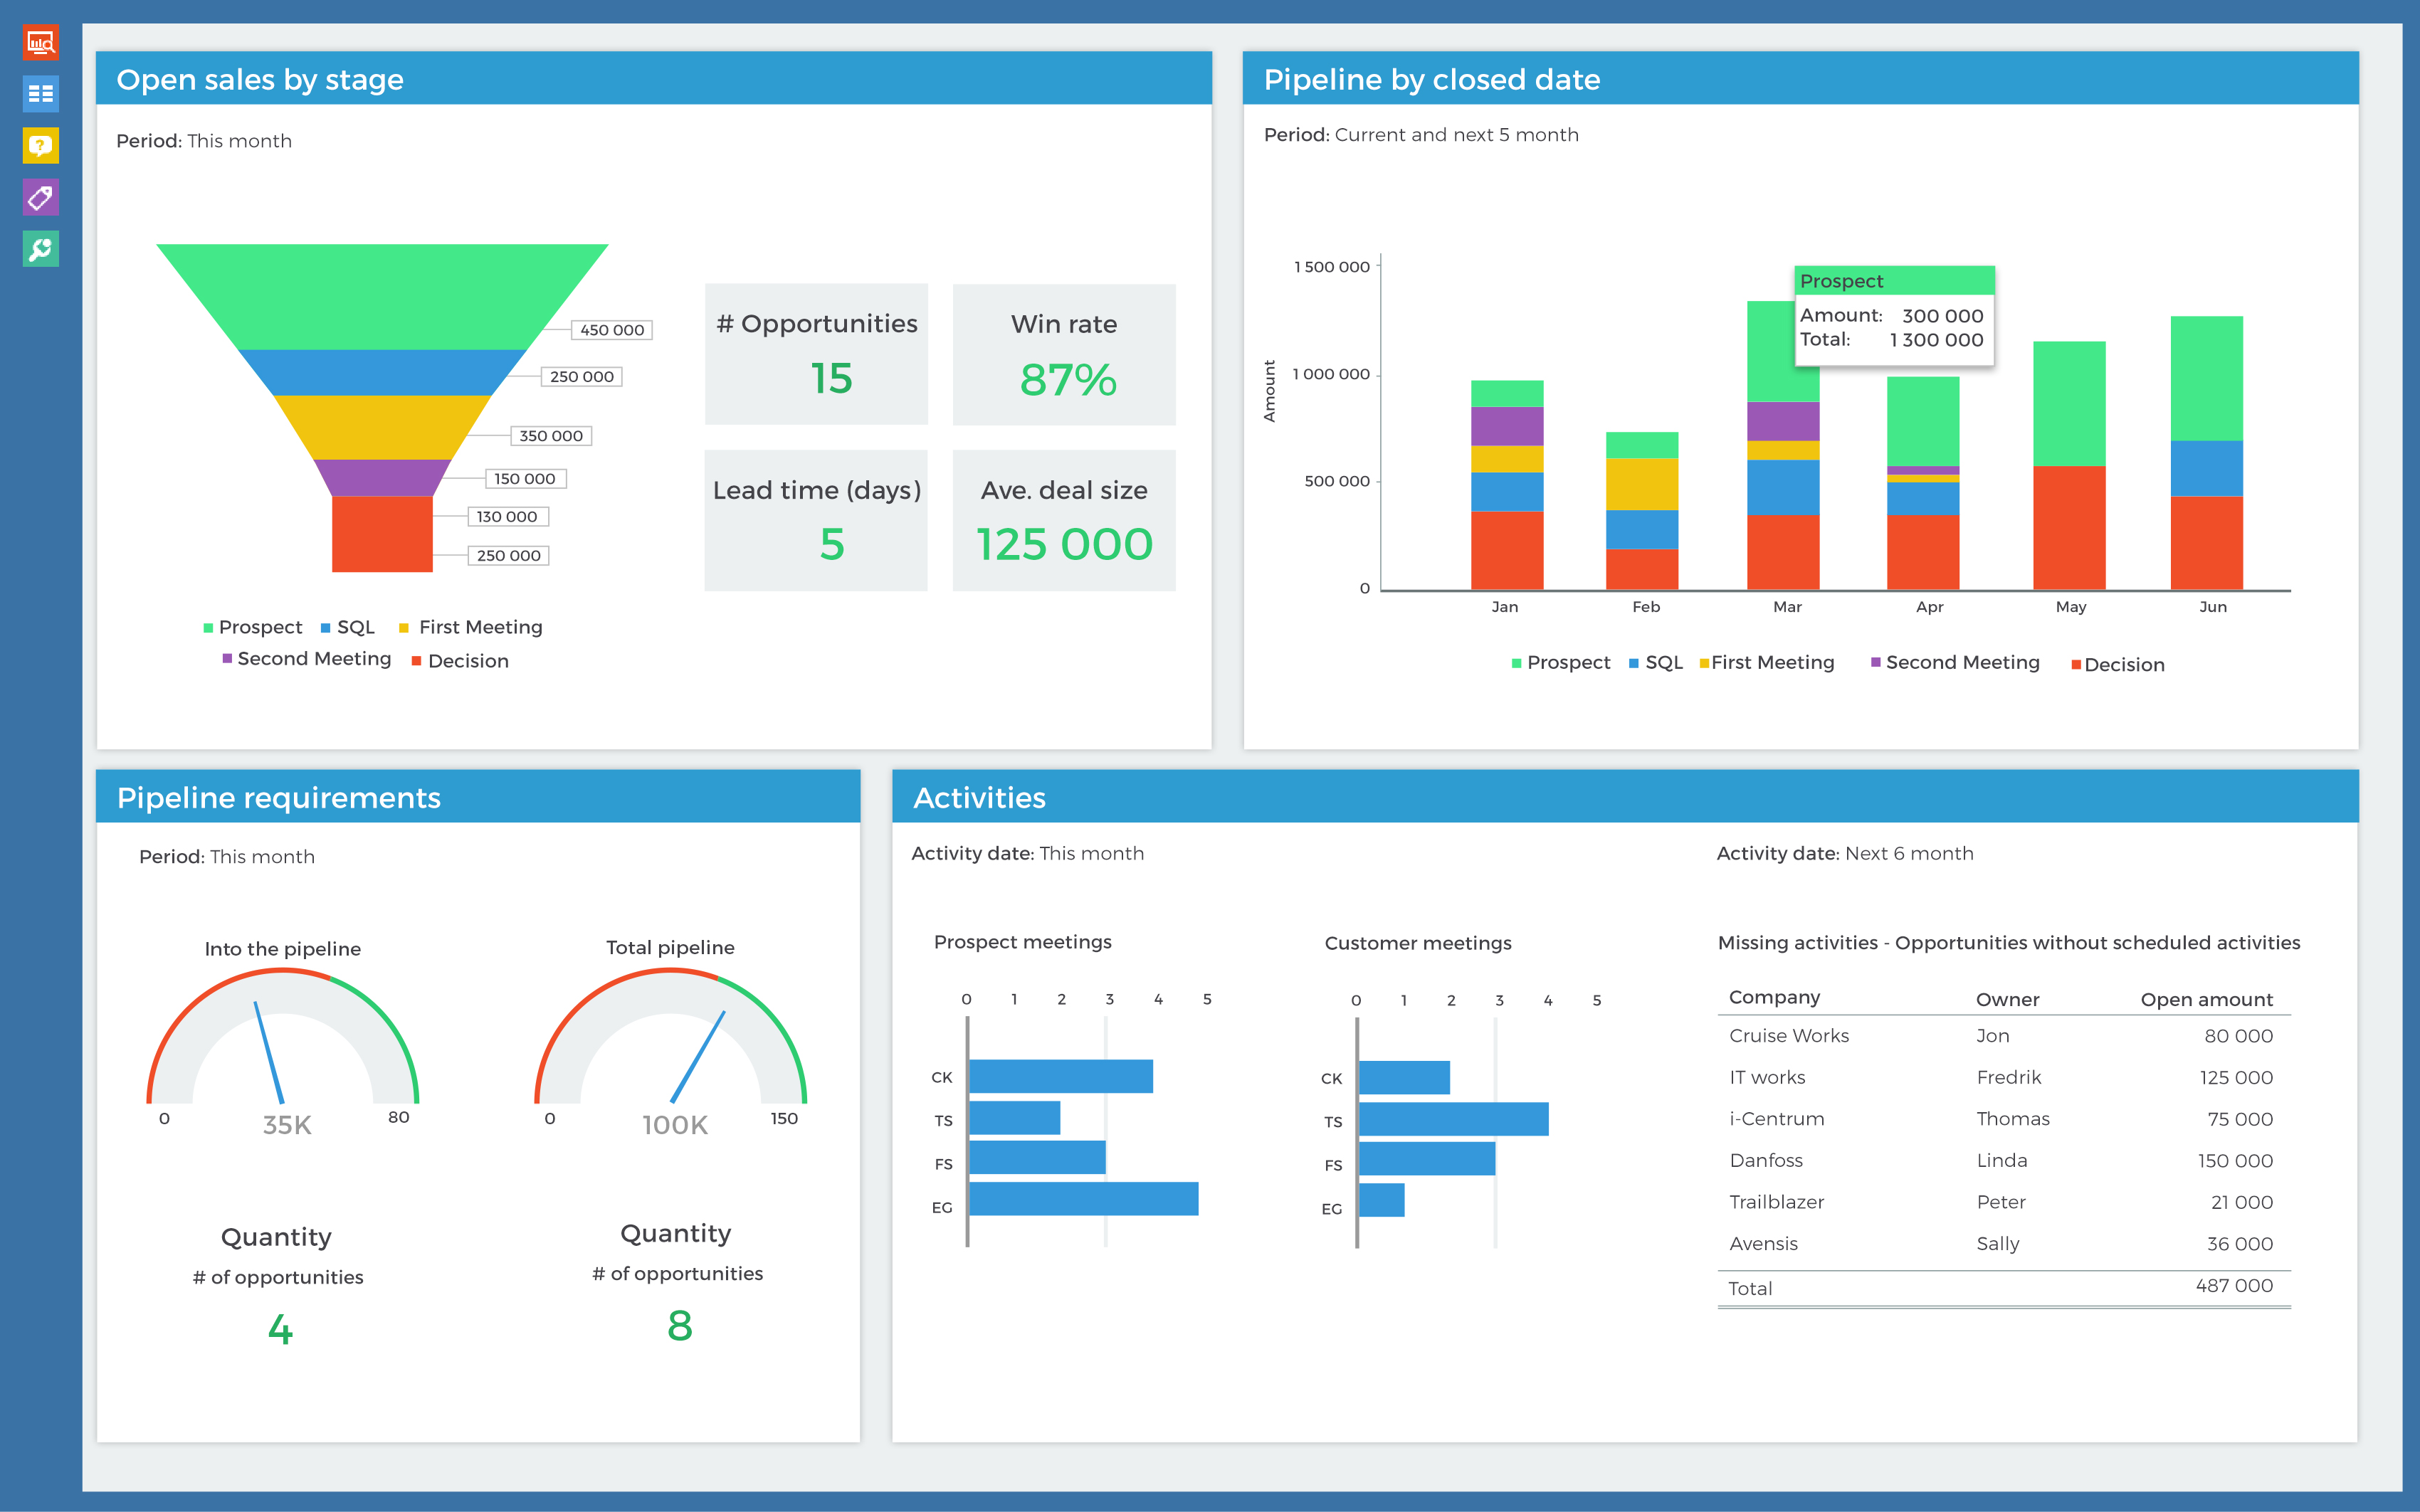 Open sales by stage
Period: This month
450 000
250 000
350 000
150 000
130 000
250 000
Prospect SQL First Meeting
Second Meeting Decision
# Opportunities
15
Win rate
87%
Lead time (days)
5
Ave. deal size
125 000
Pipeline by closed date
Period: Current and next 5 month
Amount
1 500 000
1 000 000
500 000
0
Prospect
Amount: 300 000
Total: 1 300 000
Jan Feb Mar Apr May Jun
Prospect SQL First Meeting Second Meeting Decision
Pipeline requirements
Period: This month
Into the pipeline
0 35K 80
Quantity
# of opportunities
4
Total pipeline
0 100K 150
Quantity
# of opportunities
8
Activities
Activity date: This month
Prospect meetings
0 1 2 3 4 5
CK
TS
FS
EG
Customer meetings
0 1 2 3 4 5
CK
TS
FS
EG
Activity date: Next 6 month
Missing activities - Opportunities without scheduled activities
Company Owner Open amount
Cruise Works Jon 80 000
IT works Fredrik 125 000
i-Centrum Thomas 75 000
Danfoss Linda 150 000
Trailblazer Peter 21 000
Avensis Sally 36 000
Total 487 000